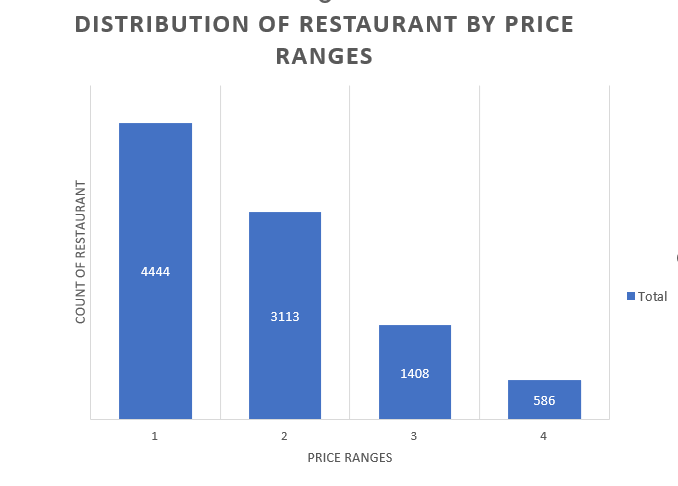 DISTRIBUTION OF RESTAURANT BY PRICE
RANGES
COUNT OF RESTAURANT
4444
3113
1408
586
Total
1
2
3
4
PRICE RANGES